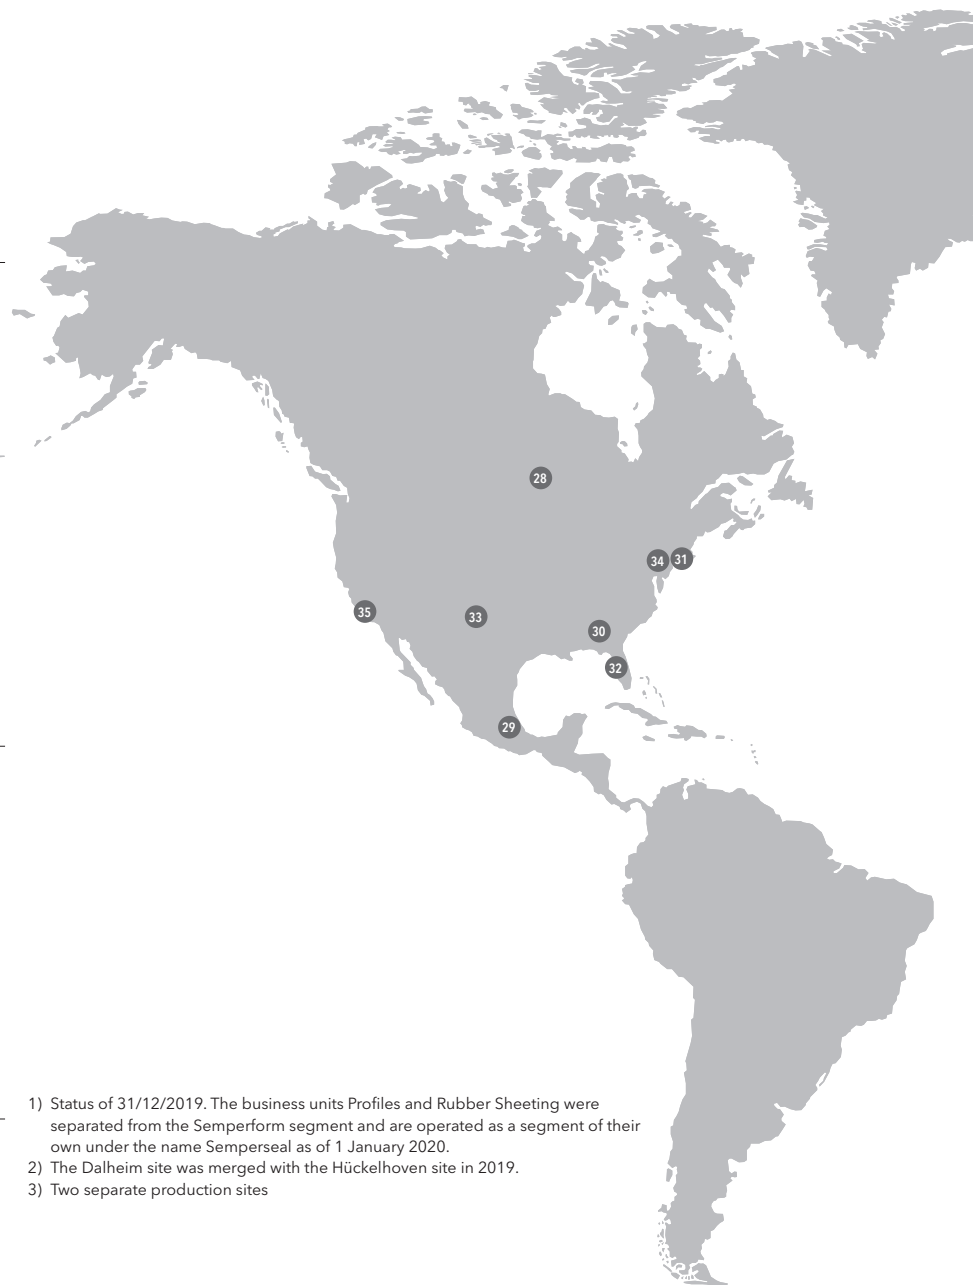 28
34 31
35
33
30
32
29
1) Status of 31/12/2019. The business units Profiles and Rubber Sheeting were
separated from the Semperform segment and are operated as a segment of their
own under the name Semperseal as of 1 January 2020.
2) The Dalheim site was merged with the Hückelhoven site in 2019.
3) Two separate production sites